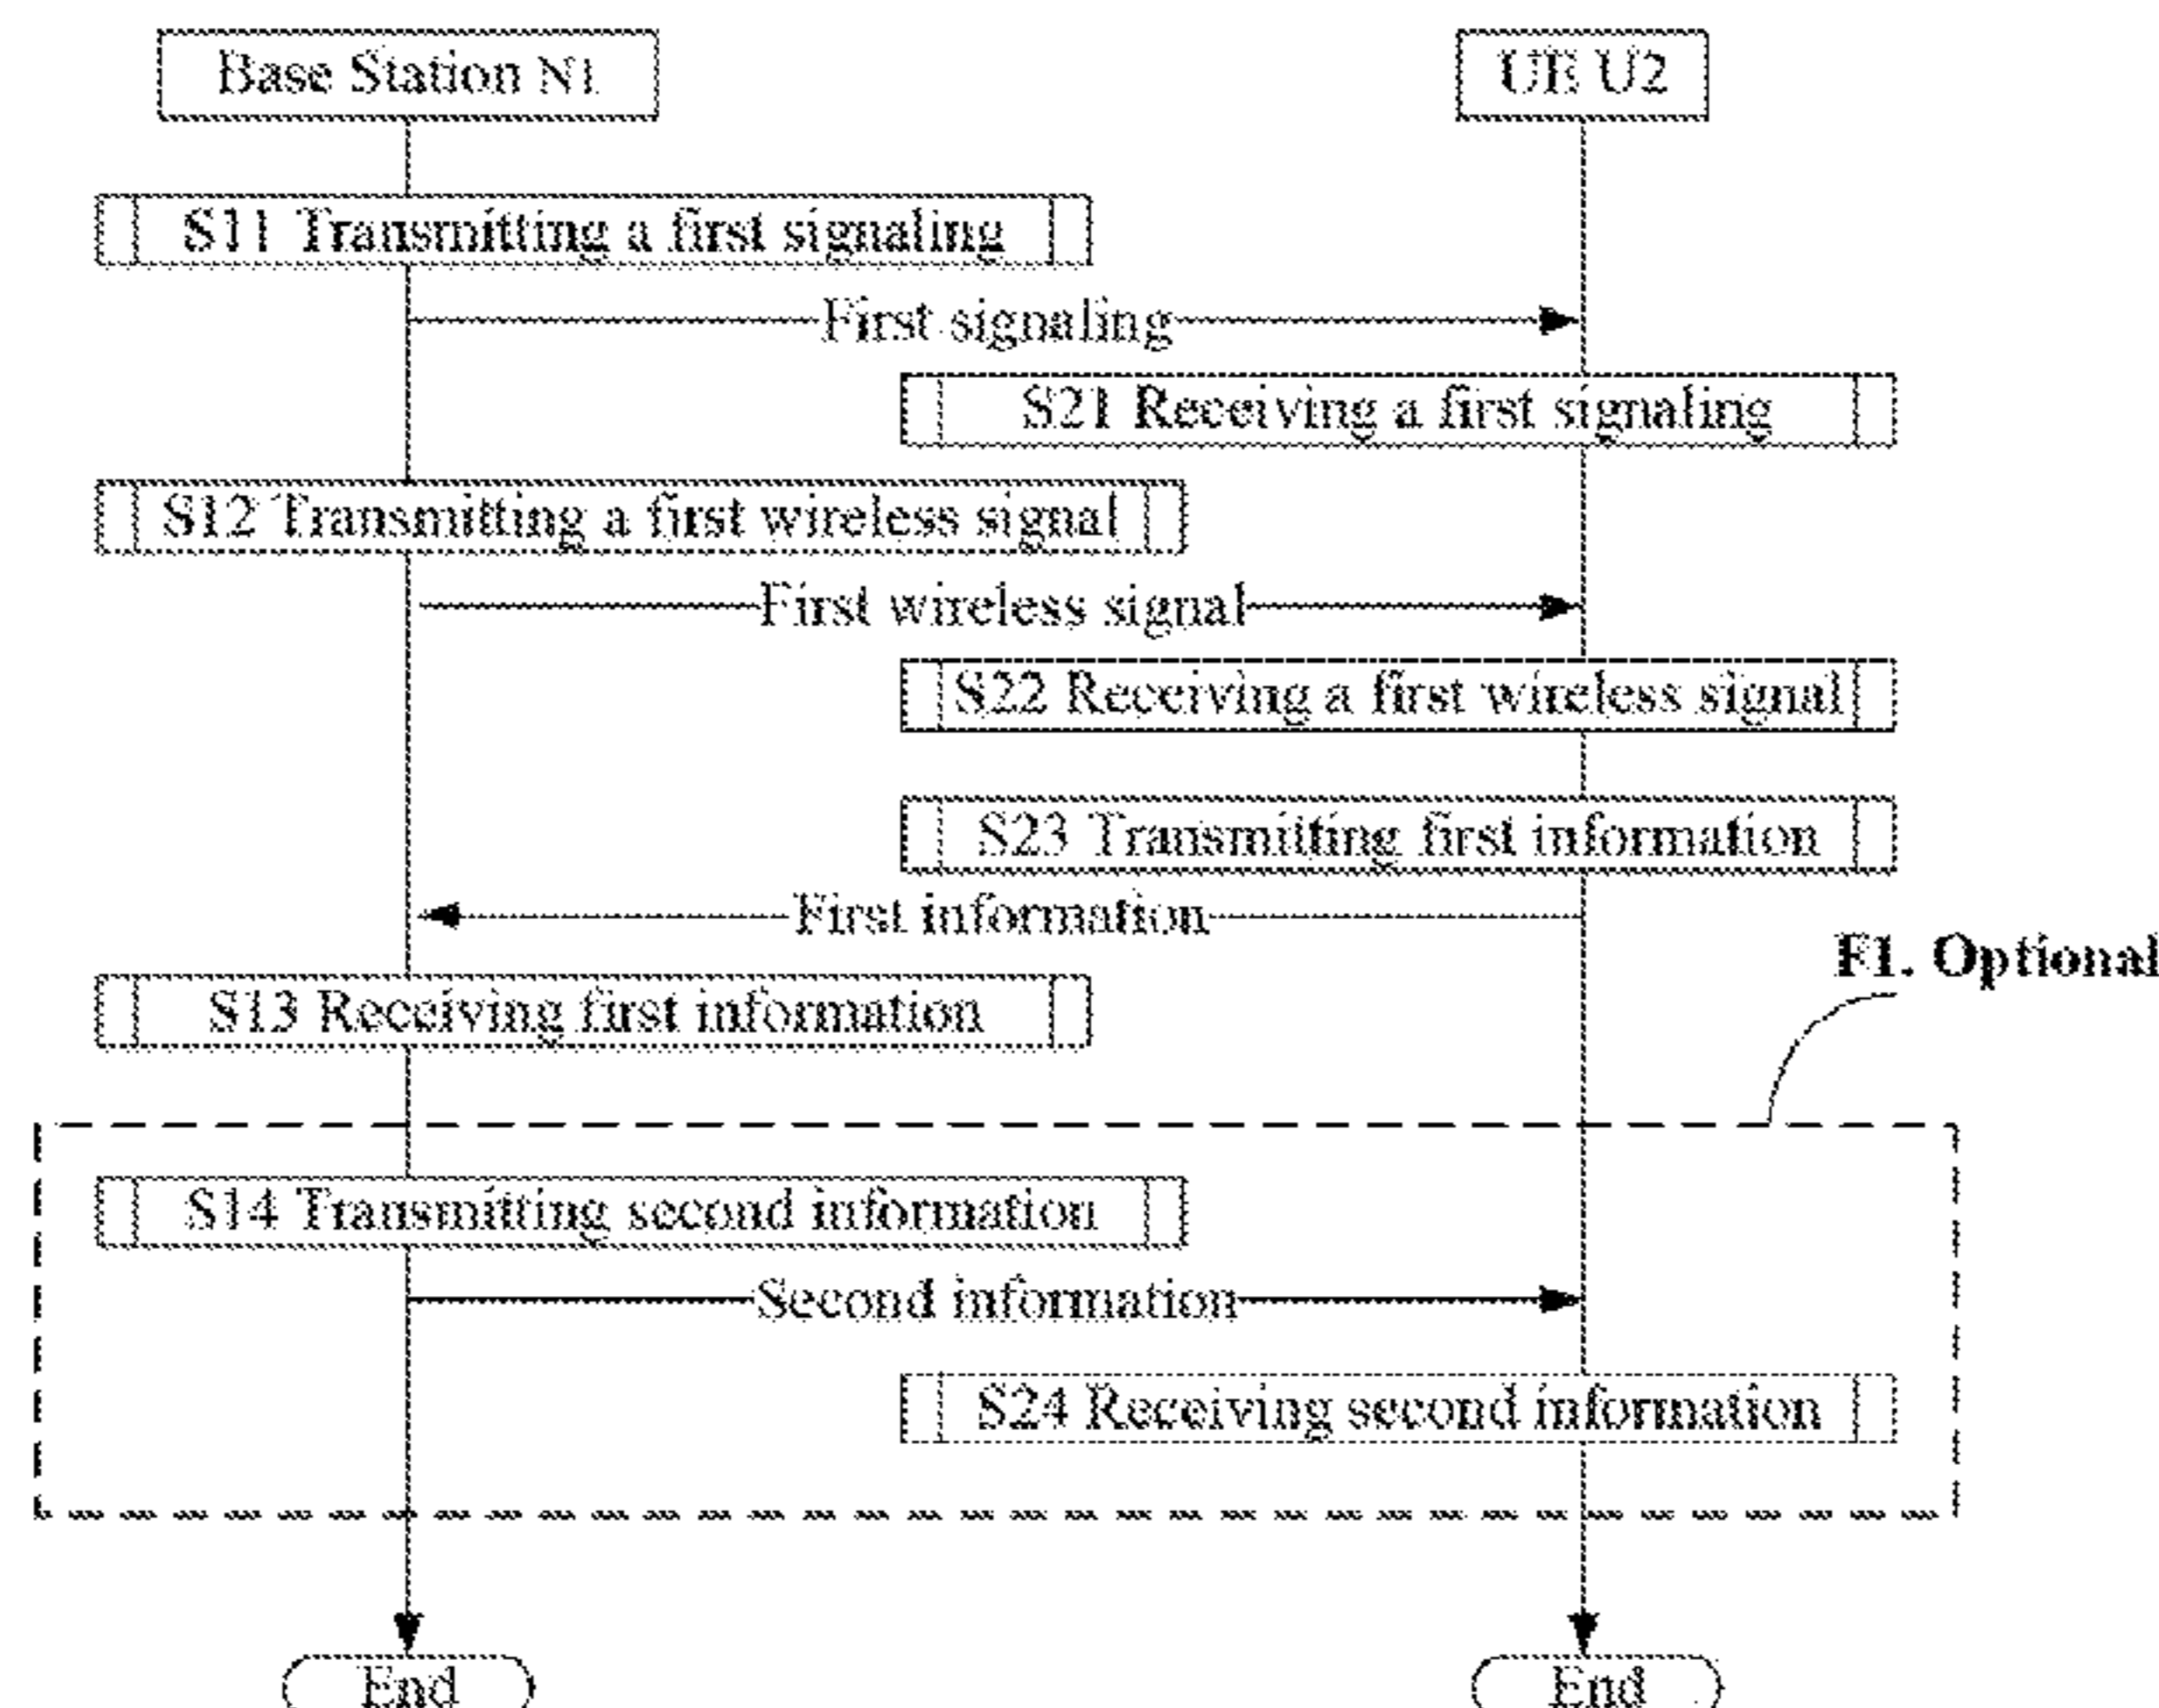 Base Station N1
UE U2
S11 Transmitting a first signaling
First signaling
S21 Receiving a first signaling
S12 Transmitting a first wireless signal
First wireless signal
S22 Receiving a first wireless signal
S23 Transmitting first information
First information
F1. Optional
S13 Receiving first information
S14 Transmitting second information
Second information
S24 Receiving second information
End
End